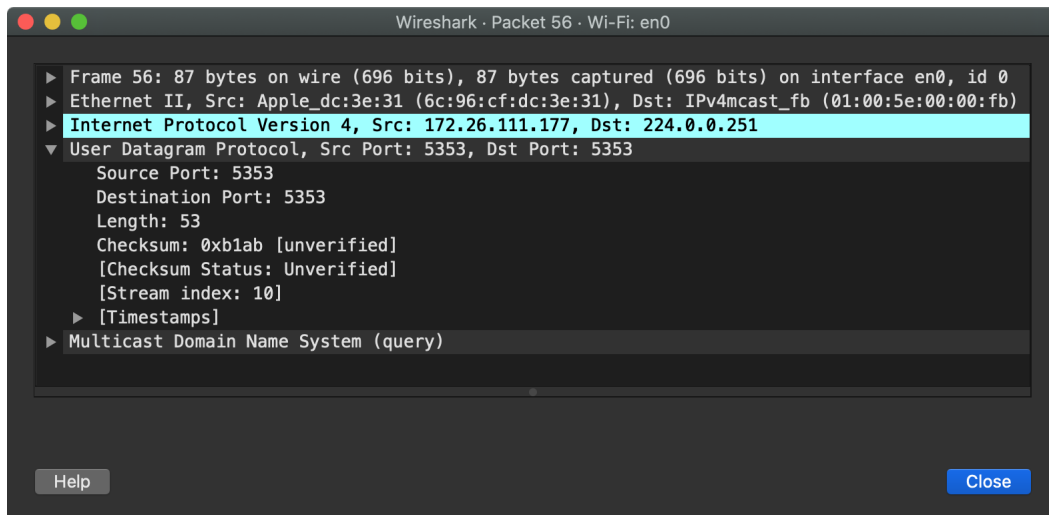 Wireshark · Packet 56 · Wi-Fi: en0
Frame 56: 87 bytes on wire (696 bits), 87 bytes captured (696 bits) on interface en0, id 0
Ethernet II, Src: Apple_dc:3e:31 (6c:96:cf:dc:3e:31), Dst: IPv4mcast_fb (01:00:5e:00:00:fb)
Internet Protocol Version 4, Src: 172.26.111.177, Dst: 224.0.0.251
User Datagram Protocol, Src Port: 5353, Dst Port: 5353
Source Port: 5353
Destination Port: 5353
Length: 53
Checksum: 0xb1ab [unverified]
[Checksum Status: Unverified]
[Stream index: 10]
[Timestamps]
Multicast Domain Name System (query)
Help
Close